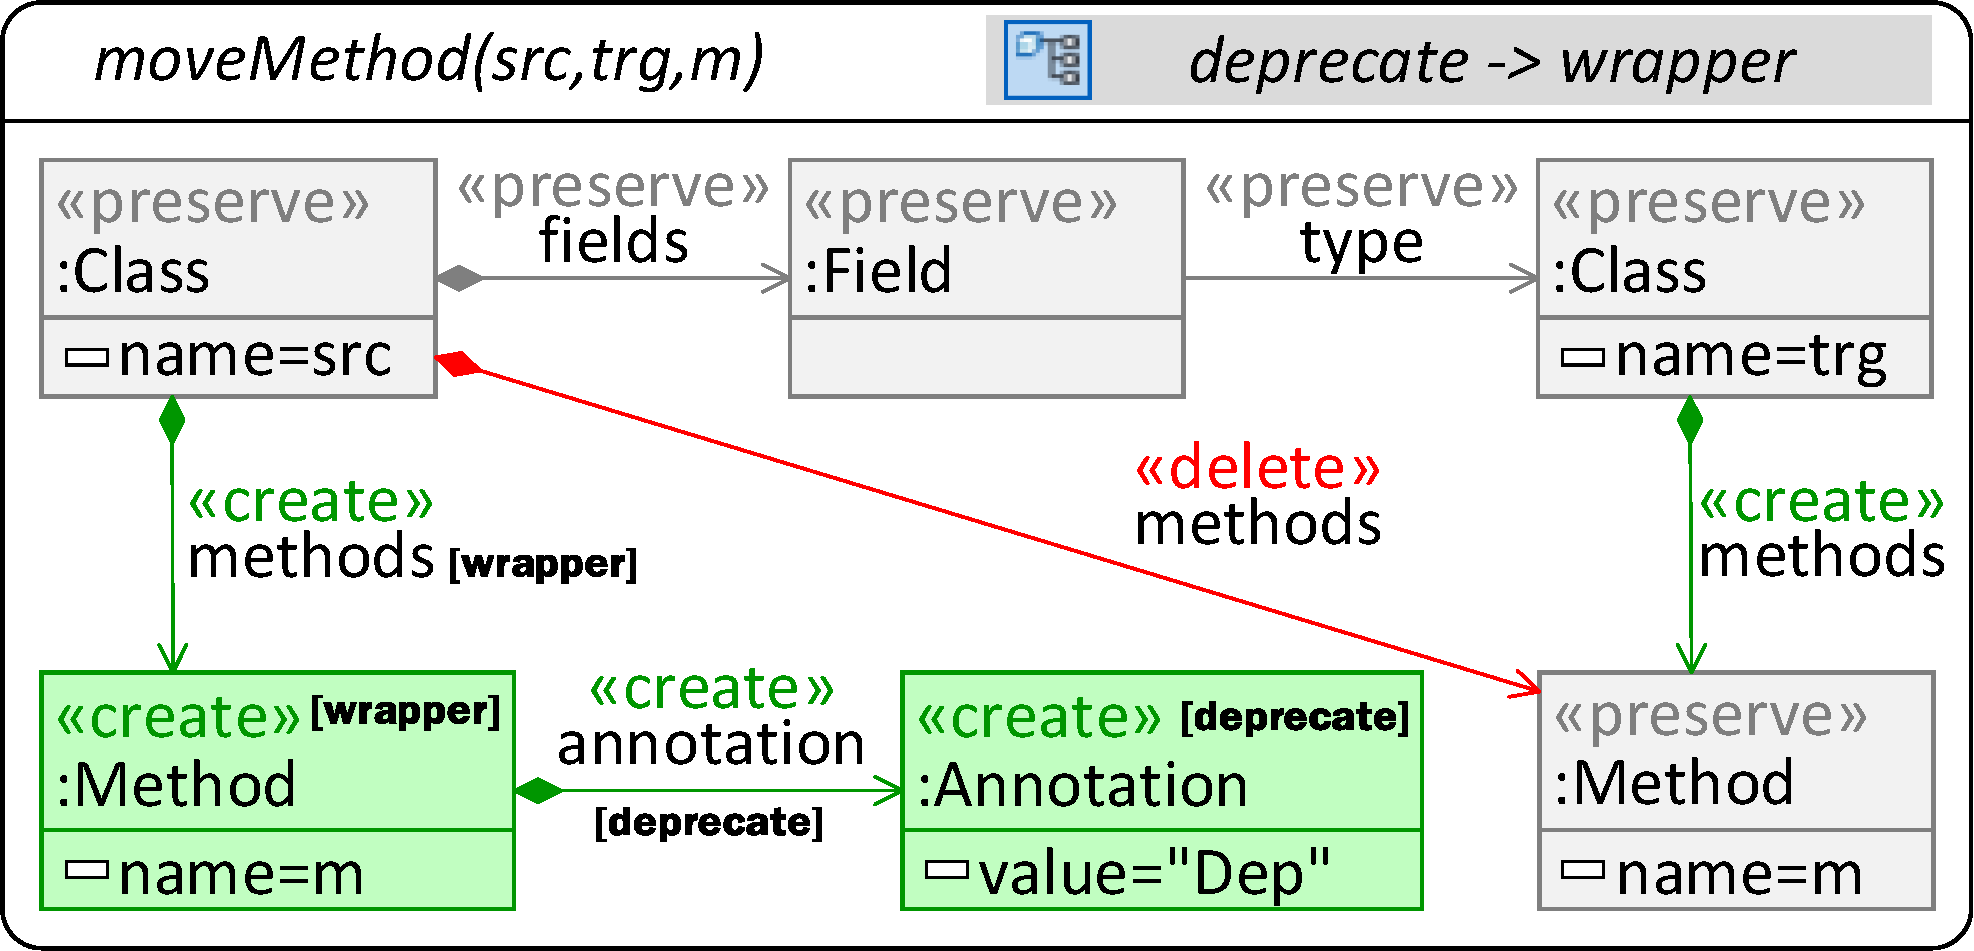 moveMethod(src,trg,m)
deprecate -> wrapper
«preserve»
:Class
name=src
«preserve»
fields
«preserve»
:Field
«preserve»
type
«preserve»
:Class
name=trg
«create»
methods [wrapper]
«delete»
methods
«create»
methods
«create» [wrapper]
:Method
name=m
«create»
annotation
[deprecate]
«create» [deprecate]
:Annotation
value="Dep"
«preserve»
:Method
name=m